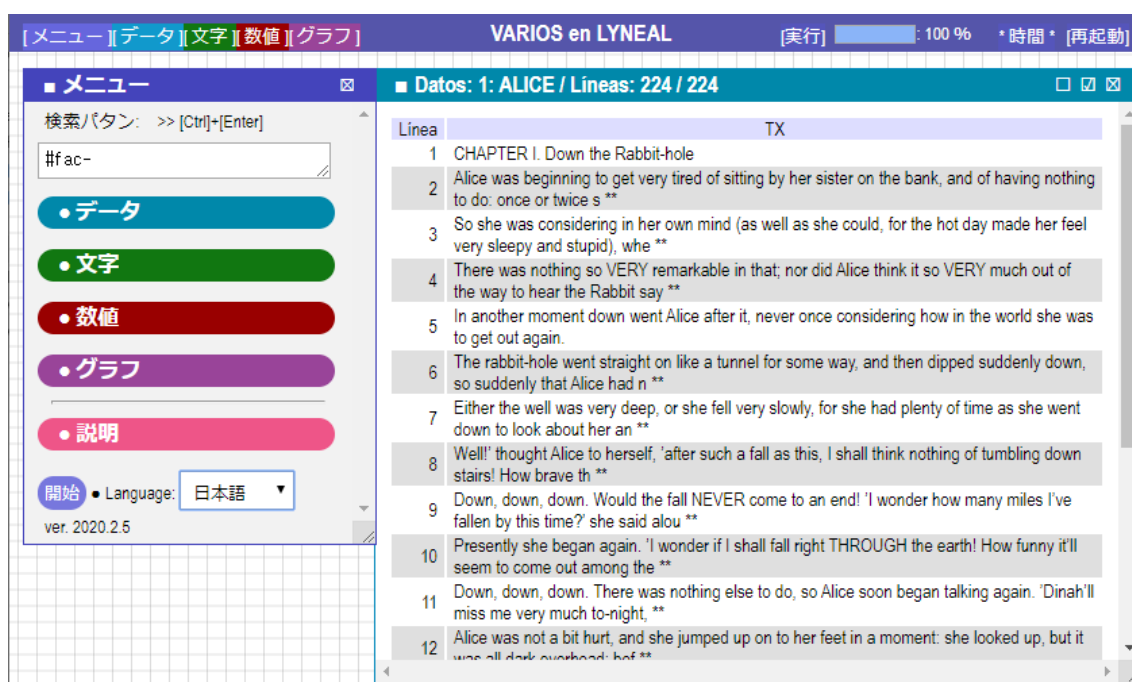 [メニュー][データ][文字][数値][グラフ] VARIOS en LYNEAL [実行] : 100 % * 時間 * [再起動]
■ メニュー ☒
検索パタン: >> [Ctrl]+[Enter]
#fac-
● データ
● 文字
● 数値
● グラフ
● 説明
開始 ● Language: 日本語 ▼
ver. 2020.2.5
■ Datos: 1: ALICE / Líneas: 224 / 224 ☐ ☑ ☒
Línea TX
1 CHAPTER I. Down the Rabbit-hole
2 Alice was beginning to get very tired of sitting by her sister on the bank, and of having nothing
to do: once or twice s **
3 So she was considering in her own mind (as well as she could, for the hot day made her feel
very sleepy and stupid), whe **
4 There was nothing so VERY remarkable in that; nor did Alice think it so VERY much out of
the way to hear the Rabbit say **
5 In another moment down went Alice after it, never once considering how in the world she was
to get out again.
6 The rabbit-hole went straight on like a tunnel for some way, and then dipped suddenly down,
so suddenly that Alice had n **
7 Either the well was very deep, or she fell very slowly, for she had plenty of time as she went
down to look about her an **
8 Well!' thought Alice to herself, 'after such a fall as this, I shall think nothing of tumbling down
stairs! How brave th **
9 Down, down, down. Would the fall NEVER come to an end! 'I wonder how many miles I've
fallen by this time?' she said alou **
10 Presently she began again. 'I wonder if I shall fall right THROUGH the earth! How funny it'll
seem to come out among the **
11 Down, down, down. There was nothing else to do, so Alice soon began talking again. 'Dinah'll
miss me very much to-night, **
12 Alice was not a bit hurt, and she jumped up on to her feet in a moment: she looked up, but it
was all dark overhead; bef **